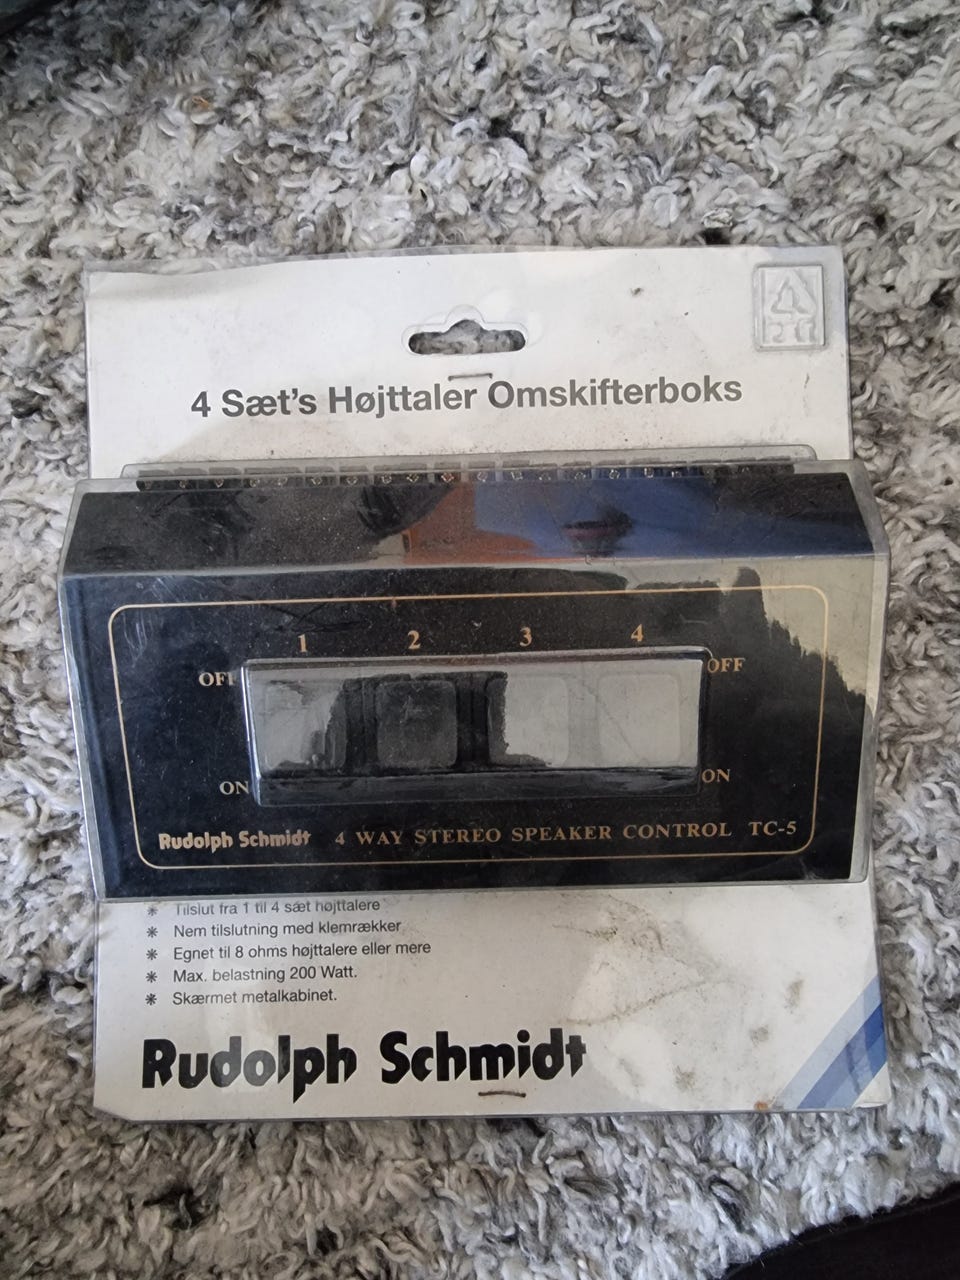 4 Sæt's Højttaler Omskifterboks
1 2 3 4
OFF OFF
ON ON
Rudolph Schmidt 4 WAY STEREO SPEAKER CONTROL TC-5
✳ Tilslut fra 1 til 4 sæt højttalere
✳ Nem tilslutning med klemrækker
✳ Egnet til 8 ohms højttalere eller mere
✳ Max. belastning 200 Watt.
✳ Skærmet metalkabinet.
Rudolph Schmidt